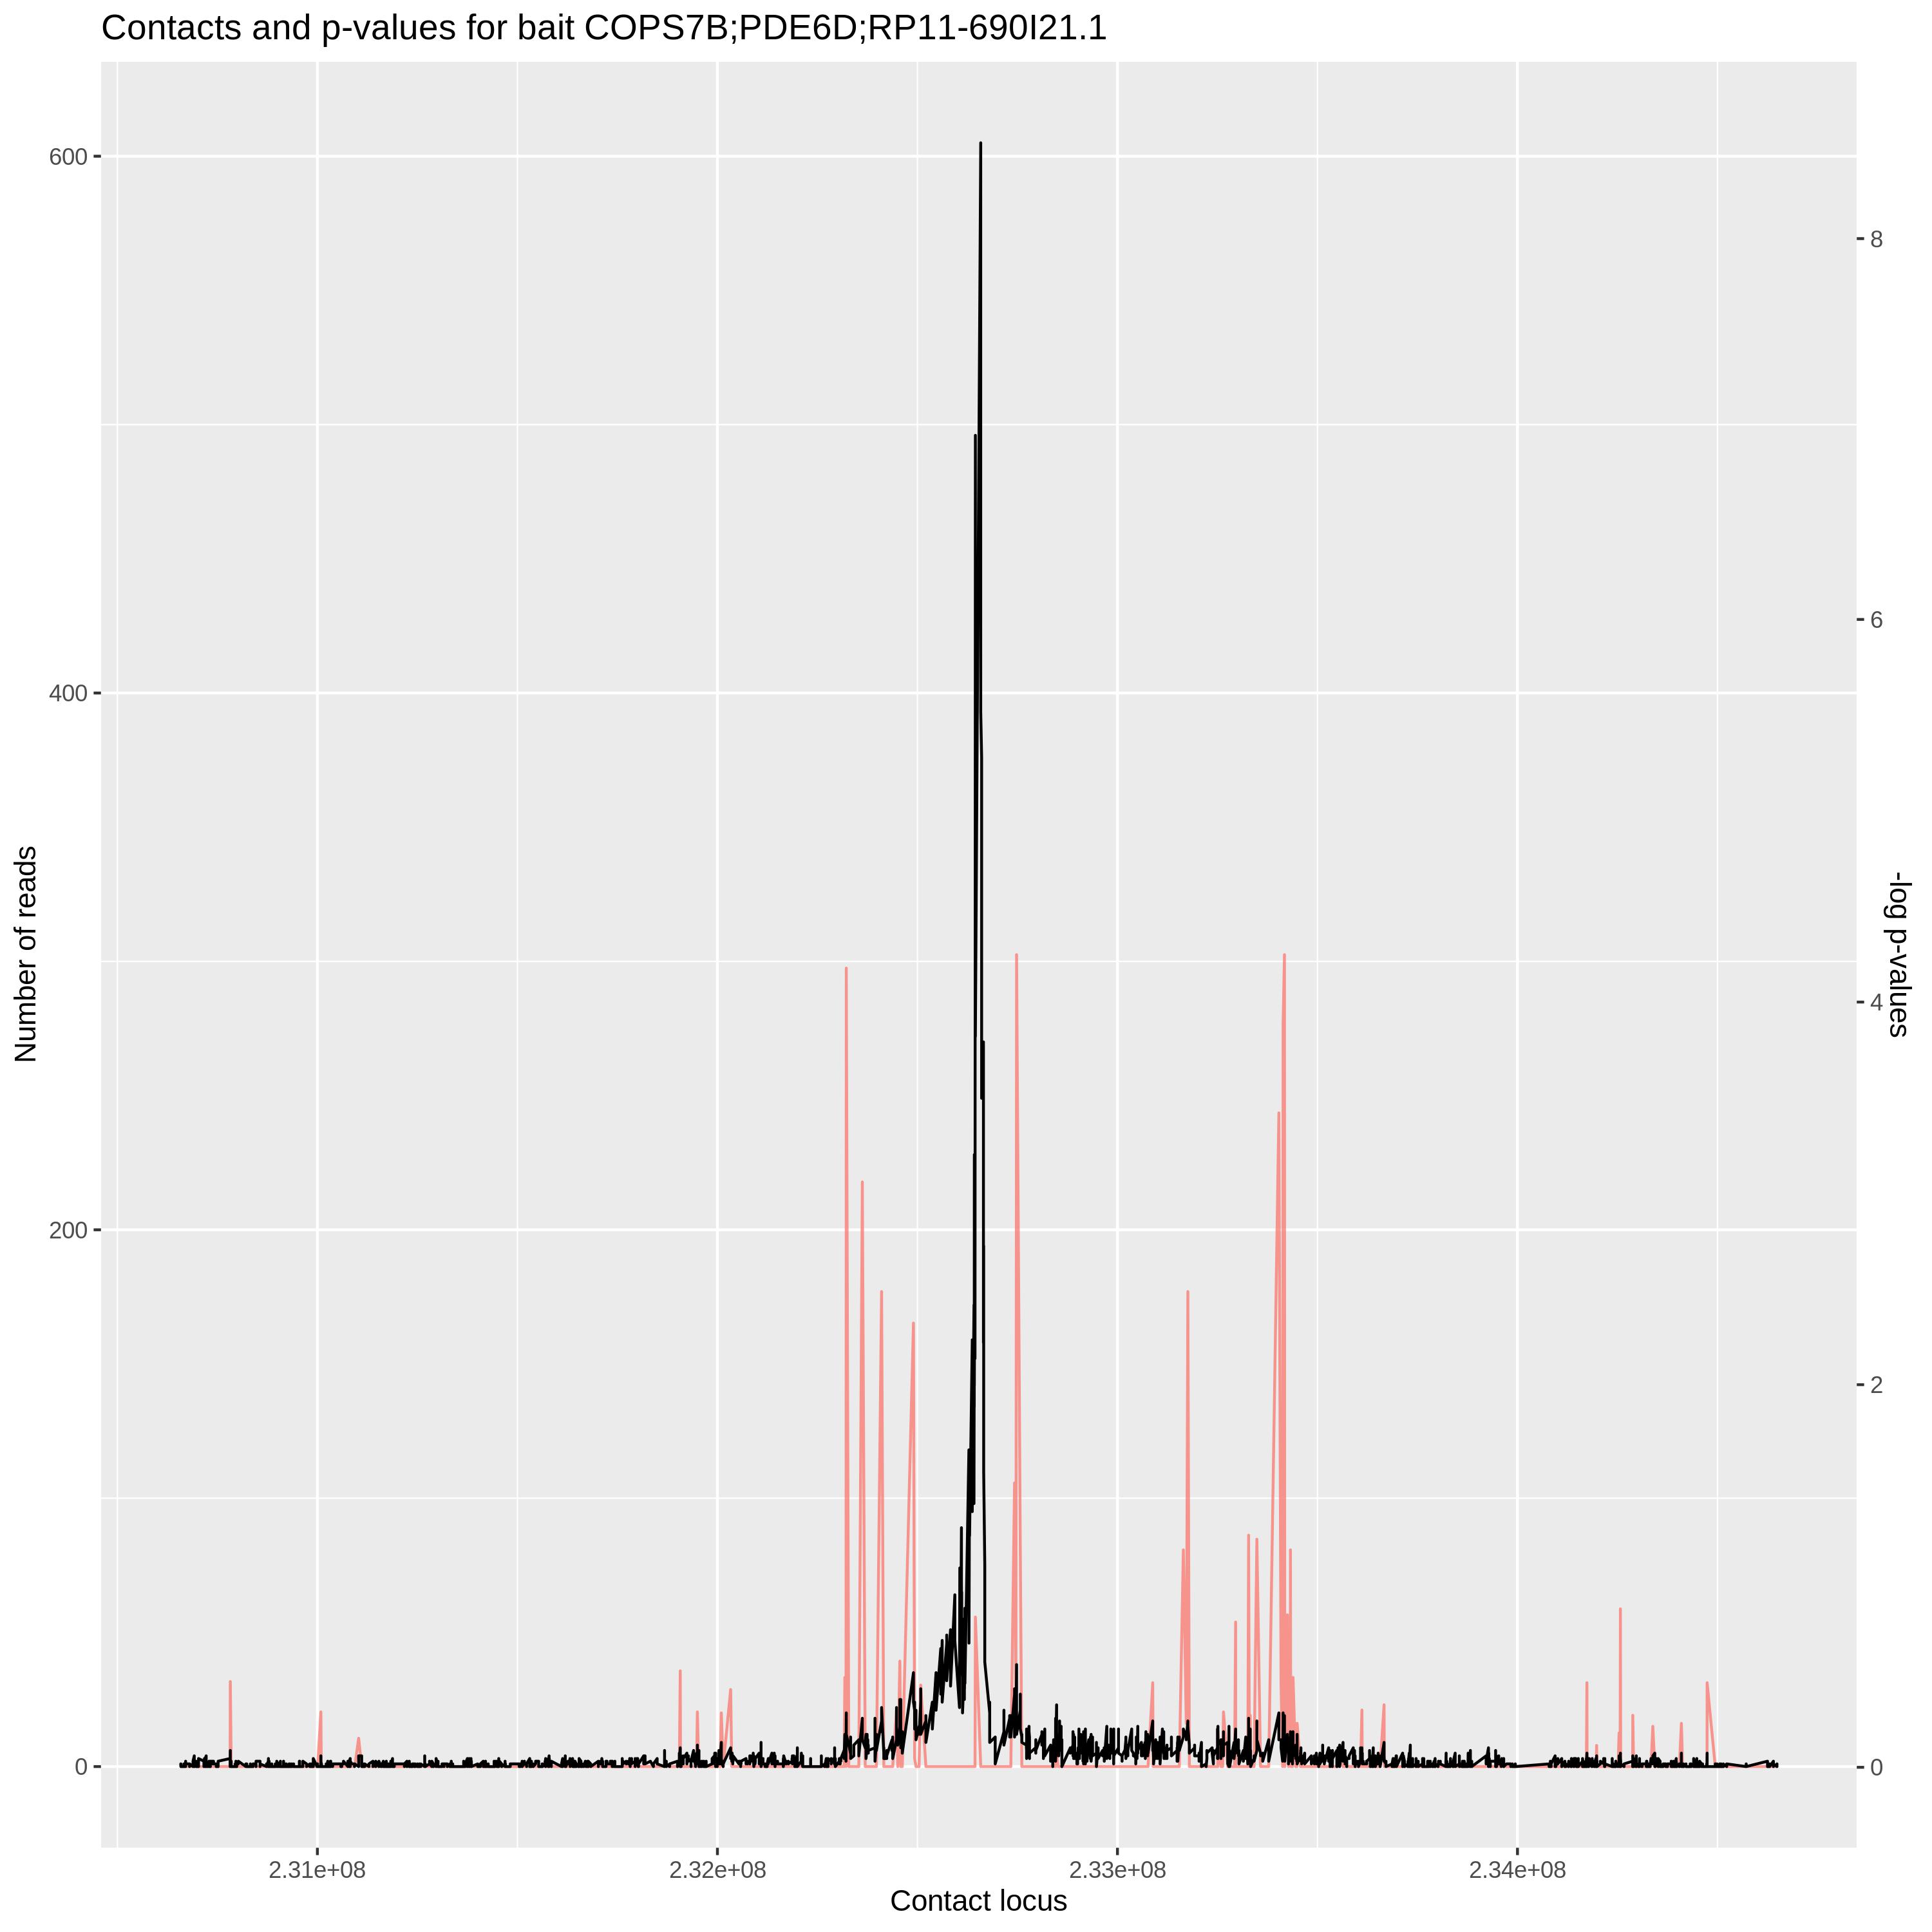 Contacts and p-values for bait COPS7B;PDE6D;RP11-690I21.1
600
400
200
0
Number of reads
8
6
4
2
0
-log p-values
2.31e+08
2.32e+08
2.33e+08
2.34e+08
Contact locus